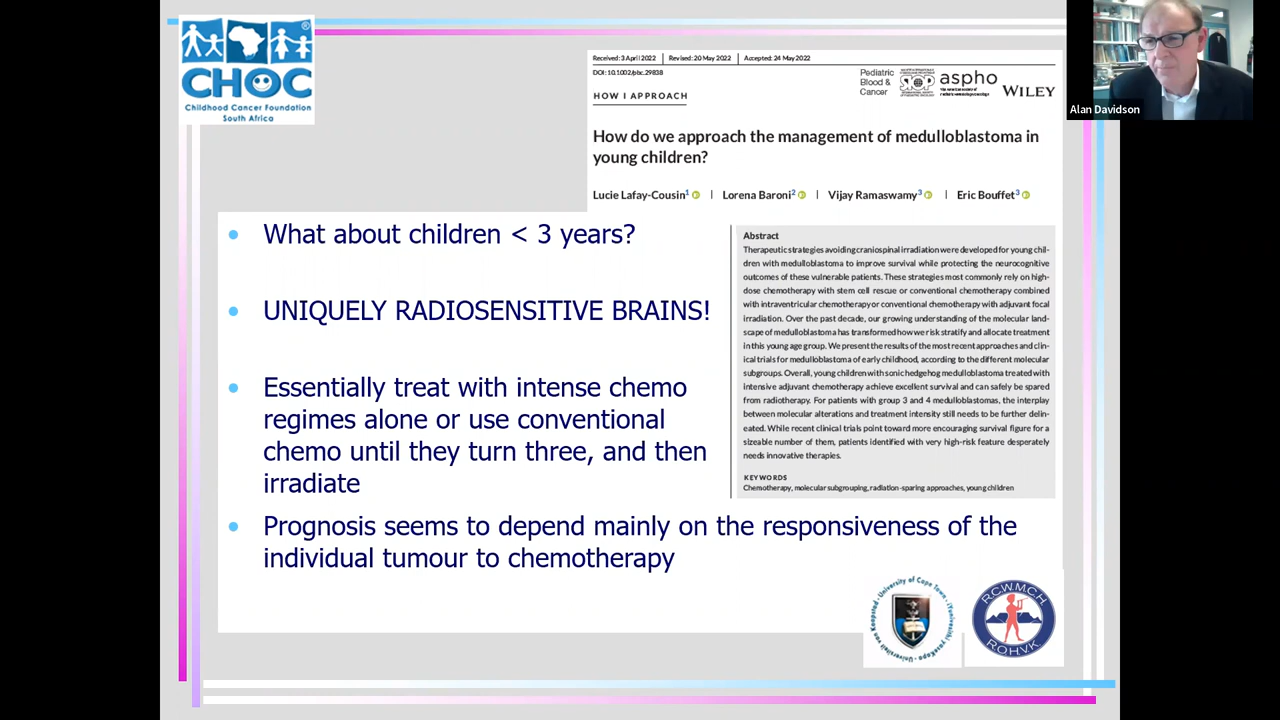 CHOC
Childhood Cancer Foundation
South Africa
Received: 3 April 2022 | Revised: 20 May 2022 | Accepted: 24 May 2022
DOI: 10.1002/pbc.29838
HOW I APPROACH
Pediatric
Blood &
Cancer
aspho
WILEY
How do we approach the management of medulloblastoma in
young children?
Lucie Lafay-Cousin1 | Lorena Baroni2 | Vijay Ramaswamy3 | Eric Bouffet3
Alan Davidson
• What about children < 3 years?
• UNIQUELY RADIOSENSITIVE BRAINS!
• Essentially treat with intense chemo
regimes alone or use conventional
chemo until they turn three, and then
irradiate
• Prognosis seems to depend mainly on the responsiveness of the
individual tumour to chemotherapy
Abstract
Therapeutic strategies avoiding craniospinal irradiation were developed for young chil-
dren with medulloblastoma to improve survival while protecting the neurocognitive
outcomes of these vulnerable patients. These strategies most commonly rely on high-
dose chemotherapy with stem cell rescue or conventional chemotherapy combined
with intraventricular chemotherapy or conventional chemotherapy with adjuvant focal
irradiation. Over the past decade, our growing understanding of the molecular land-
scape of medulloblastoma has transformed how we risk stratify and allocate treatment
in this young age group. We present the results of the most recent approaches and clin-
ical trials for medulloblastoma of early childhood, according to the different molecular
subgroups. Overall, young children with sonic hedgehog medulloblastoma treated with
intensive adjuvant chemotherapy achieve excellent survival and can safely be spared
from radiotherapy. For patients with group 3 and 4 medulloblastomas, the interplay
between molecular alterations and treatment intensity still needs to be further delin-
eated. While recent clinical trials point toward more encouraging survival figure for a
sizeable number of them, patients identified with very high-risk feature desperately
needs innovative therapies.
KEYWORDS
Chemotherapy, molecular subgrouping, radiation-sparing approaches, young children
University of Cape Town
RCWMCH
ROHVK